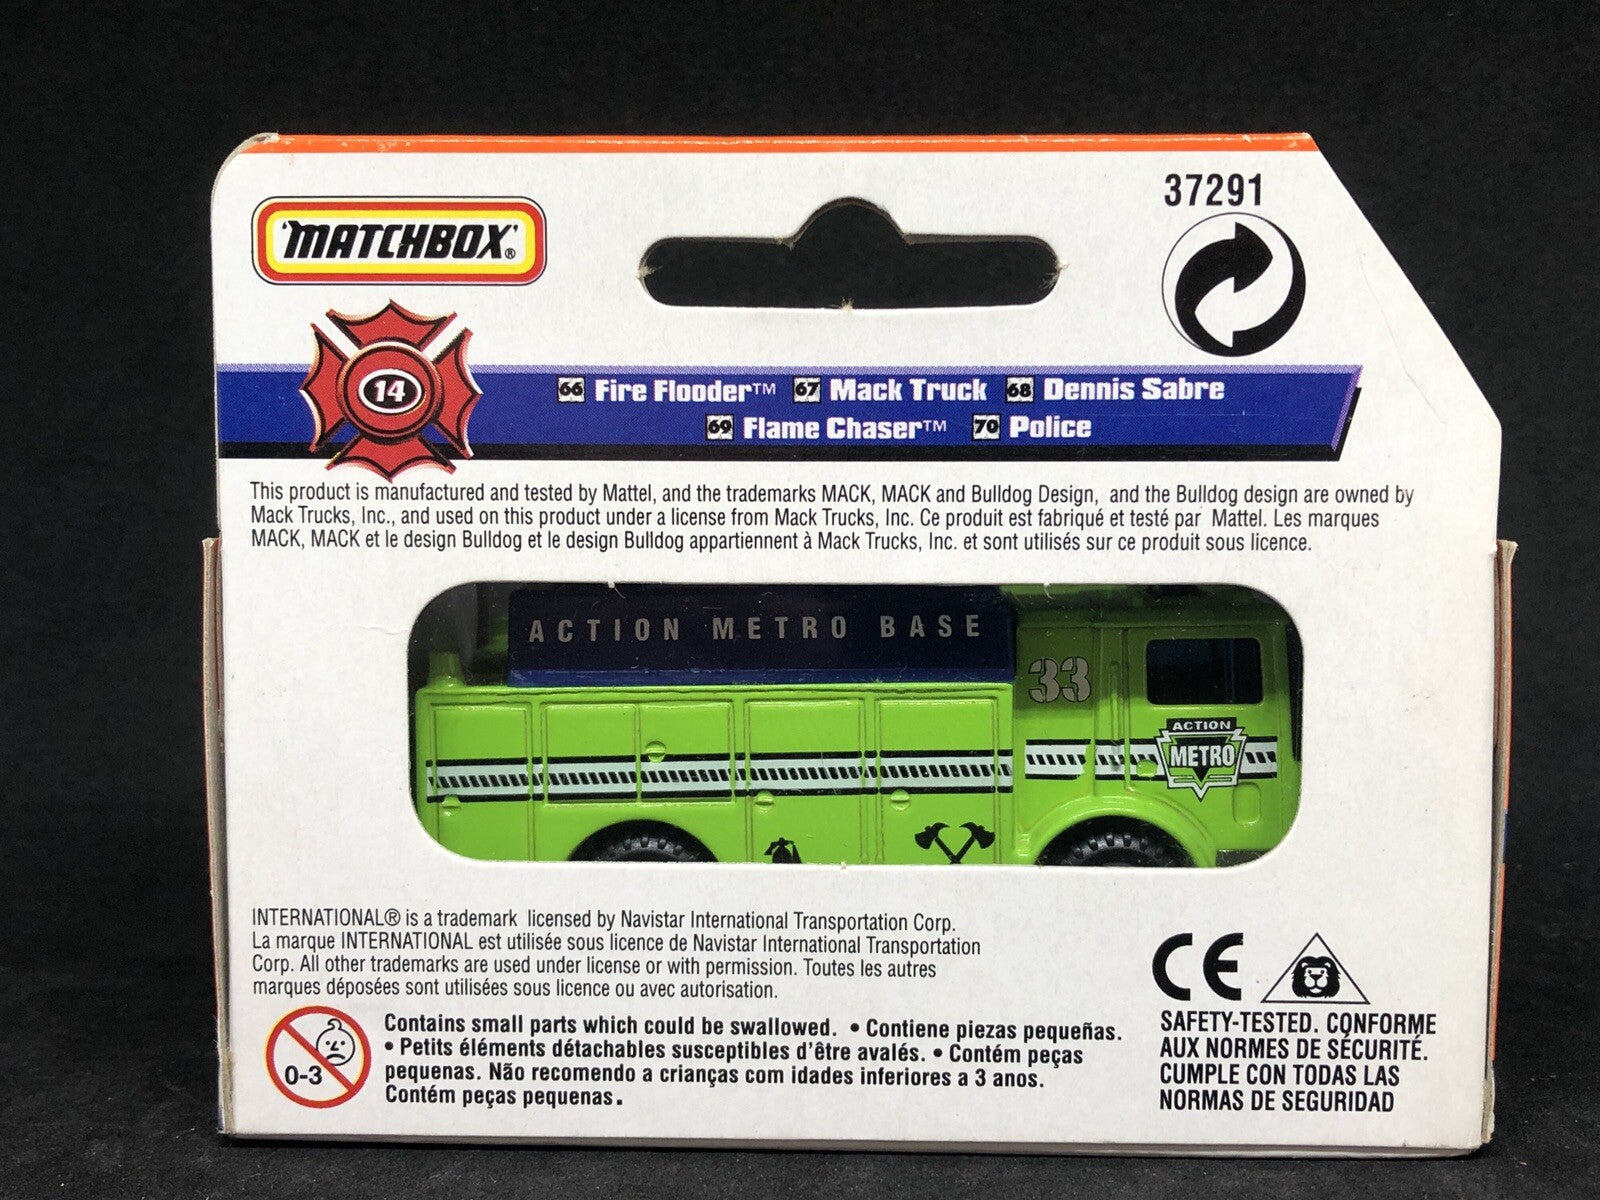 37291
'MATCHBOX'®
14
66 Fire Flooder™ 67 Mack Truck 68 Dennis Sabre
69 Flame Chaser™ 70 Police
This product is manufactured and tested by Mattel, and the trademarks MACK, MACK and Bulldog Design, and the Bulldog design are owned by
Mack Trucks, Inc., and used on this product under a license from Mack Trucks, Inc. Ce produit est fabriqué et testé par Mattel. Les marques
MACK, MACK et le design Bulldog et le design Bulldog appartiennent à Mack Trucks, Inc. et sont utilisés sur ce produit sous licence.
ACTION METRO BASE
33
ACTION
METRO
INTERNATIONAL® is a trademark licensed by Navistar International Transportation Corp.
La marque INTERNATIONAL est utilisée sous licence de Navistar International Transportation
Corp. All other trademarks are used under license or with permission. Toutes les autres
marques déposées sont utilisées sous licence ou avec autorisation.
0-3
Contains small parts which could be swallowed. • Contiene piezas pequeñas.
• Petits éléments détachables susceptibles d'être avalés. • Contém peças
pequenas. Não recomendo a crianças com idades inferiores a 3 anos.
Contém peças pequenas.
CE
SAFETY-TESTED. CONFORME
AUX NORMES DE SÉCURITÉ.
CUMPLE CON TODAS LAS
NORMAS DE SEGURIDAD